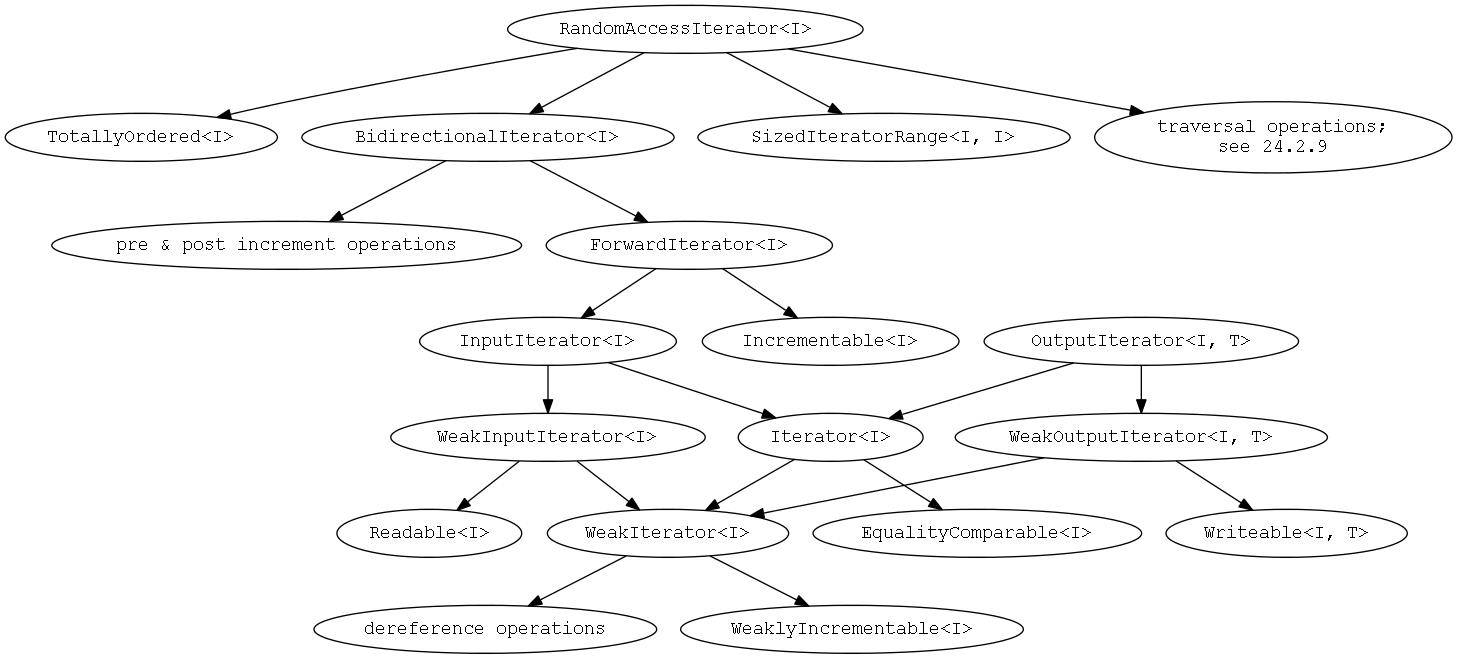 RandomAccessIterator<I>
TotallyOrdered<I>
BidirectionalIterator<I>
SizedIteratorRange<I, I>
traversal operations;
see 24.2.9
pre & post increment operations
ForwardIterator<I>
InputIterator<I>
Incrementable<I>
OutputIterator<I, T>
WeakInputIterator<I>
Iterator<I>
WeakOutputIterator<I, T>
Readable<I>
WeakIterator<I>
EqualityComparable<I>
Writeable<I, T>
dereference operations
WeaklyIncrementable<I>